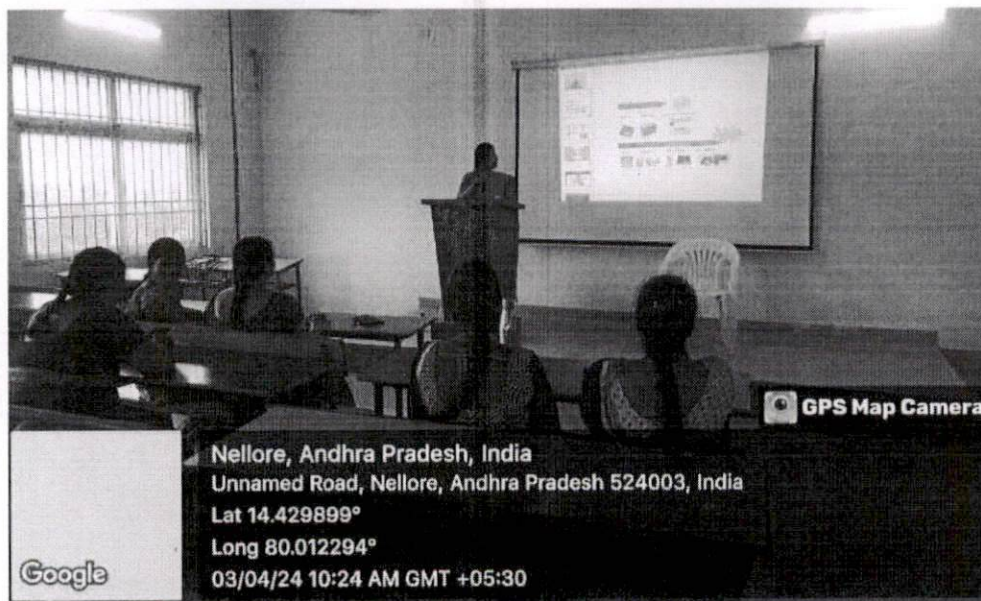 GPS Map Camera
Nellore, Andhra Pradesh, India
Unnamed Road, Nellore, Andhra Pradesh 524003, India
Lat 14.429899°
Long 80.012294°
03/04/24 10:24 AM GMT +05:30
Google